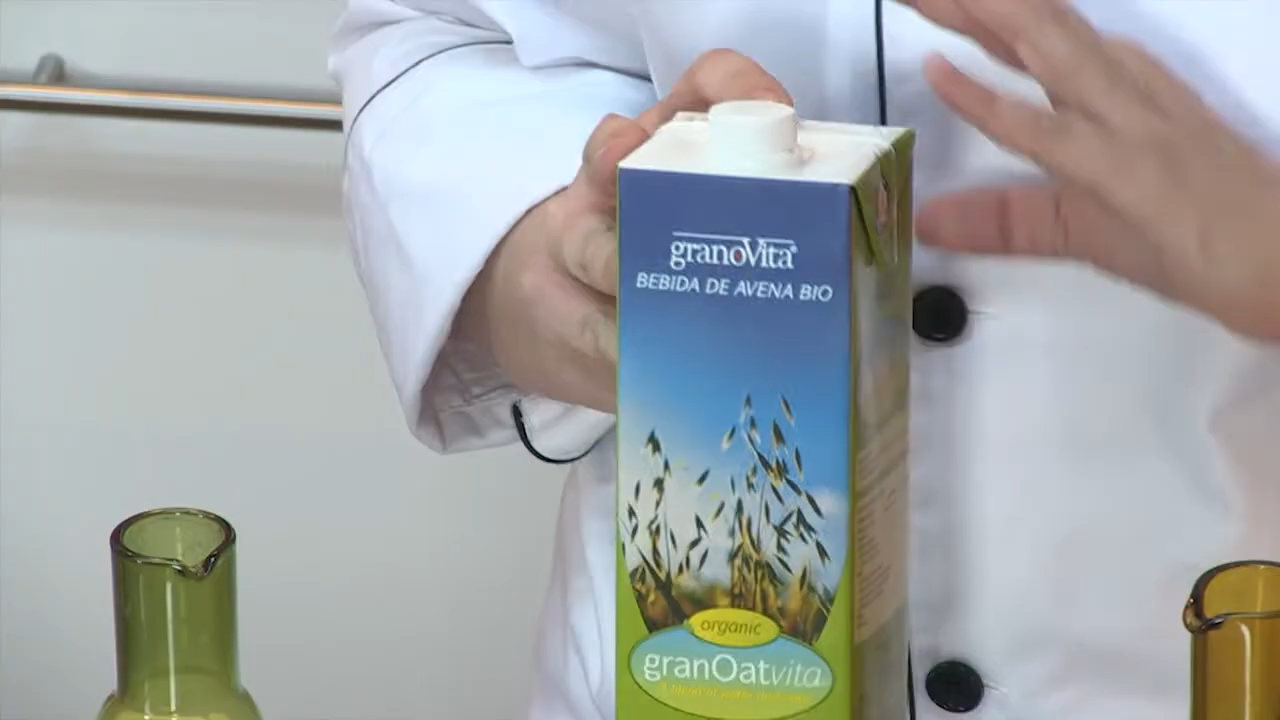 granoVita®
BEBIDA DE AVENA BIO
organic
granOatvita